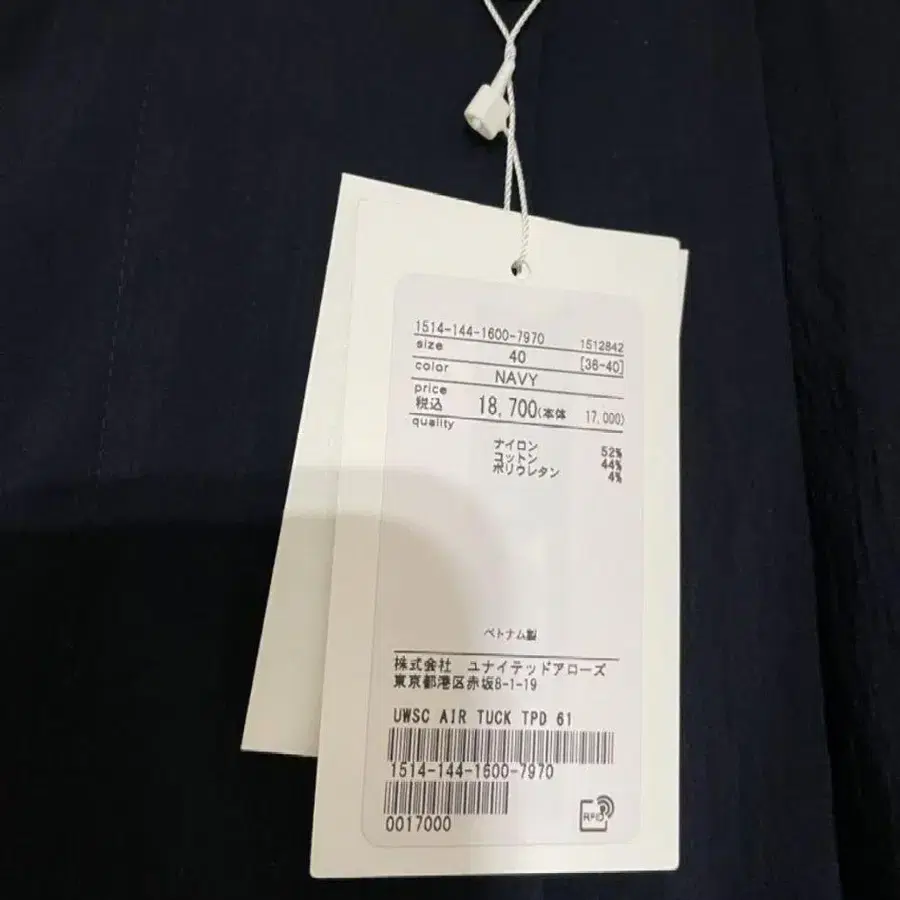 1514-144-1600-7970 1512842
size 40 [36-40]
color NAVY
price
税込 18,700(本体 17,000)
quality
ナイロン 52%
コットン 44%
ポリウレタン 4%
ベトナム製
株式会社 ユナイテッドアローズ
東京都港区赤坂8-1-19
UWSC AIR TUCK TPD 61
1514-144-1600-7970
0017000
RFID